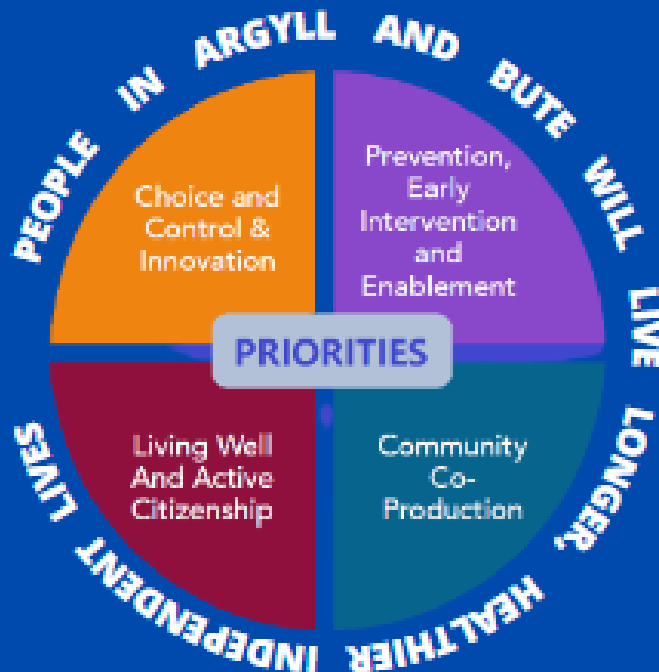 PEOPLE IN ARGYLL AND BUTE WILL LIVE LONGER, HEALTHIER INDEPENDENT LIVES
Choice and
Control &
Innovation
Prevention,
Early
Intervention
and
Enablement
PRIORITIES
Living Well
And Active
Citizenship
Community
Co-
Production